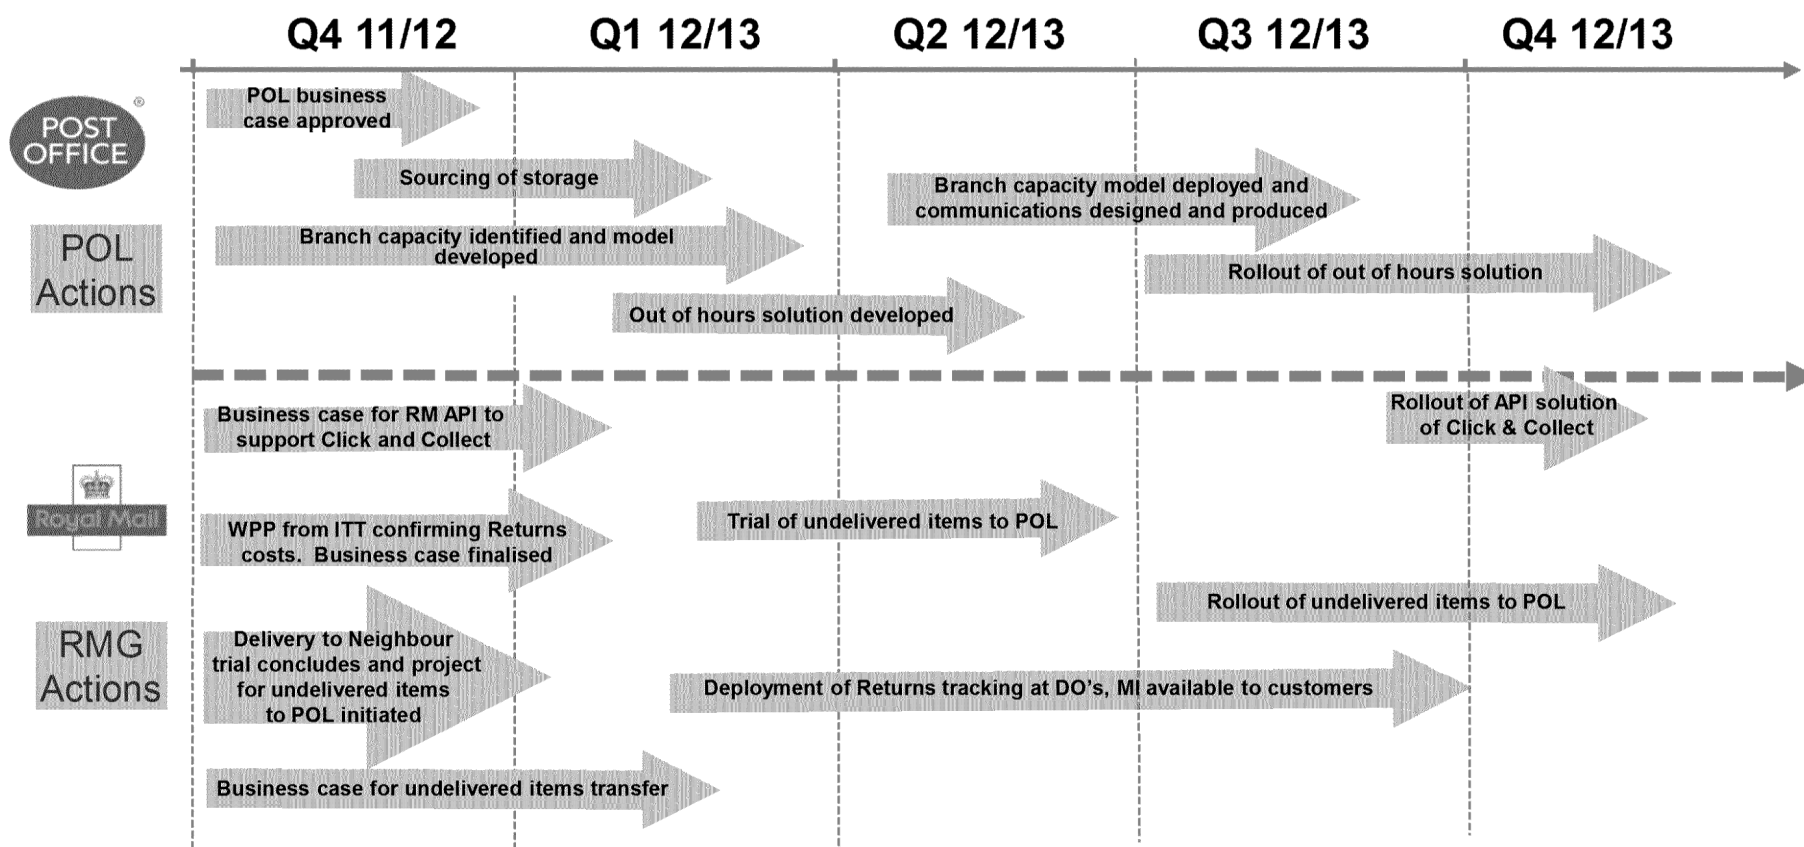 Q4 11/12 Q1 12/13 Q2 12/13 Q3 12/13 Q4 12/13
POST
OFFICE
®
POL
Actions
POL business
case approved
Sourcing of storage
Branch capacity identified and model
developed
Out of hours solution developed
Branch capacity model deployed and
communications designed and produced
Rollout of out of hours solution
Royal Mail
RMG
Actions
Business case for RM API to
support Click and Collect
Rollout of API solution
of Click & Collect
WPP from ITT confirming Returns
costs. Business case finalised
Trial of undelivered items to POL
Rollout of undelivered items to POL
Delivery to Neighbour
trial concludes and project
for undelivered items
to POL initiated
Deployment of Returns tracking at DO's, MI available to customers
Business case for undelivered items transfer